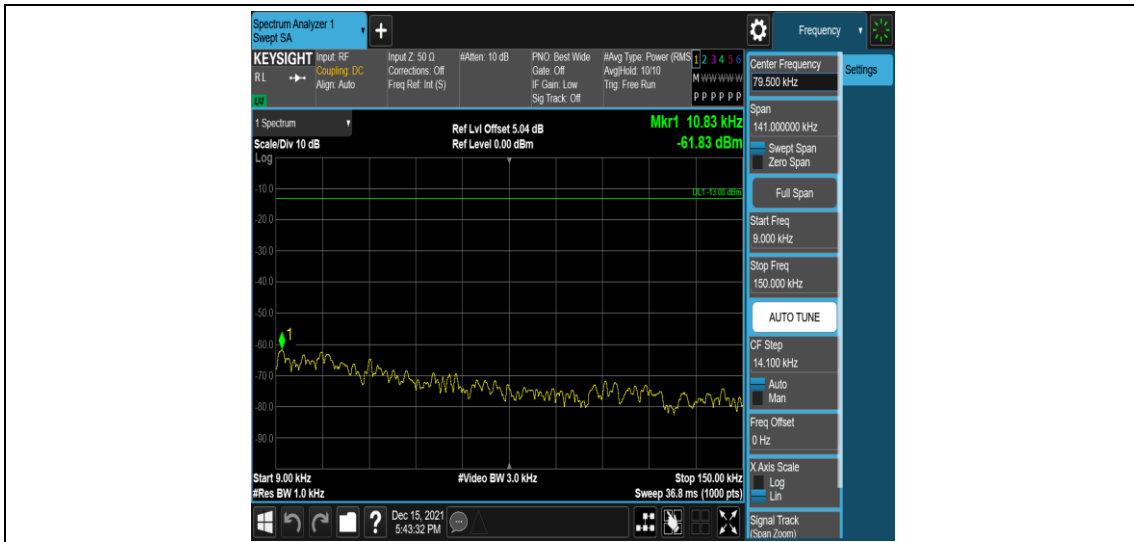 Spectrum Analyzer 1
Swept SA
+
Frequency
KEYSIGHT
RL
LXI
Input: RF
Coupling: DC
Align: Auto
Input Z: 50 Ω
Corrections: Off
Freq Ref: Int (S)
#Atten: 10 dB
PNO: Best Wide
Gate: Off
IF Gain: Low
Sig Track: Off
#Avg Type: Power (RMS
Avg|Hold: 10/10
Trig: Free Run
1 2 3 4 5 6
M W W W W W
P P P P P P
1 Spectrum
Scale/Div 10 dB
Log
Ref Lvl Offset 5.04 dB
Ref Level 0.00 dBm
Mkr1 10.83 kHz
-61.83 dBm
DL1 -13.00 dBm
-10.0
-20.0
-30.0
-40.0
-50.0
-60.0
1
-70.0
-80.0
-90.0
Start 9.00 kHz
#Res BW 1.0 kHz
#Video BW 3.0 kHz
Stop 150.00 kHz
Sweep 36.8 ms (1000 pts)
?
Dec 15, 2021
5:43:32 PM
Center Frequency
79.500 kHz
Settings
Span
141.000000 kHz
Swept Span
Zero Span
Full Span
Start Freq
9.000 kHz
Stop Freq
150.000 kHz
AUTO TUNE
CF Step
14.100 kHz
Auto
Man
Freq Offset
0 Hz
X Axis Scale
Log
Lin
Signal Track
(Span Zoom)